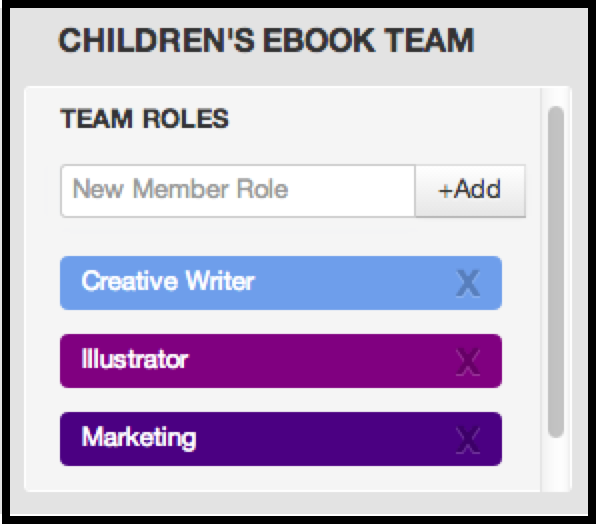 CHILDREN'S EBOOK TEAM
TEAM ROLES
New Member Role +Add
Creative Writer X
Illustrator X
Marketing X